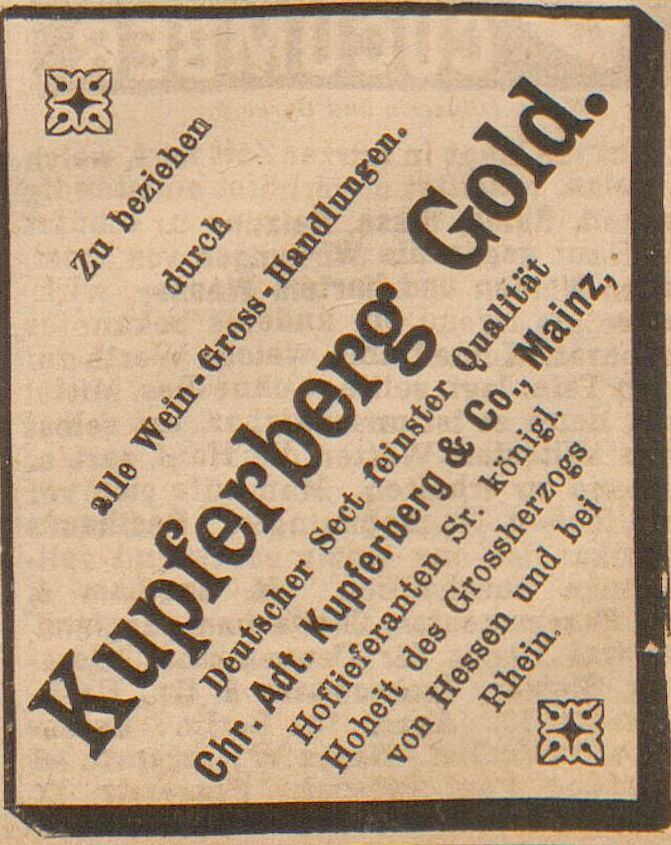 Zu beziehen
durch
alle Wein-Gross-Handlungen.
Kupferberg Gold.
Deutscher Sect feinster Qualität
Chr. Adt. Kupferberg & Co., Mainz,
Hoflieferanten Sr. königl.
Hoheit des Grossherzogs
von Hessen und bei
Rhein.